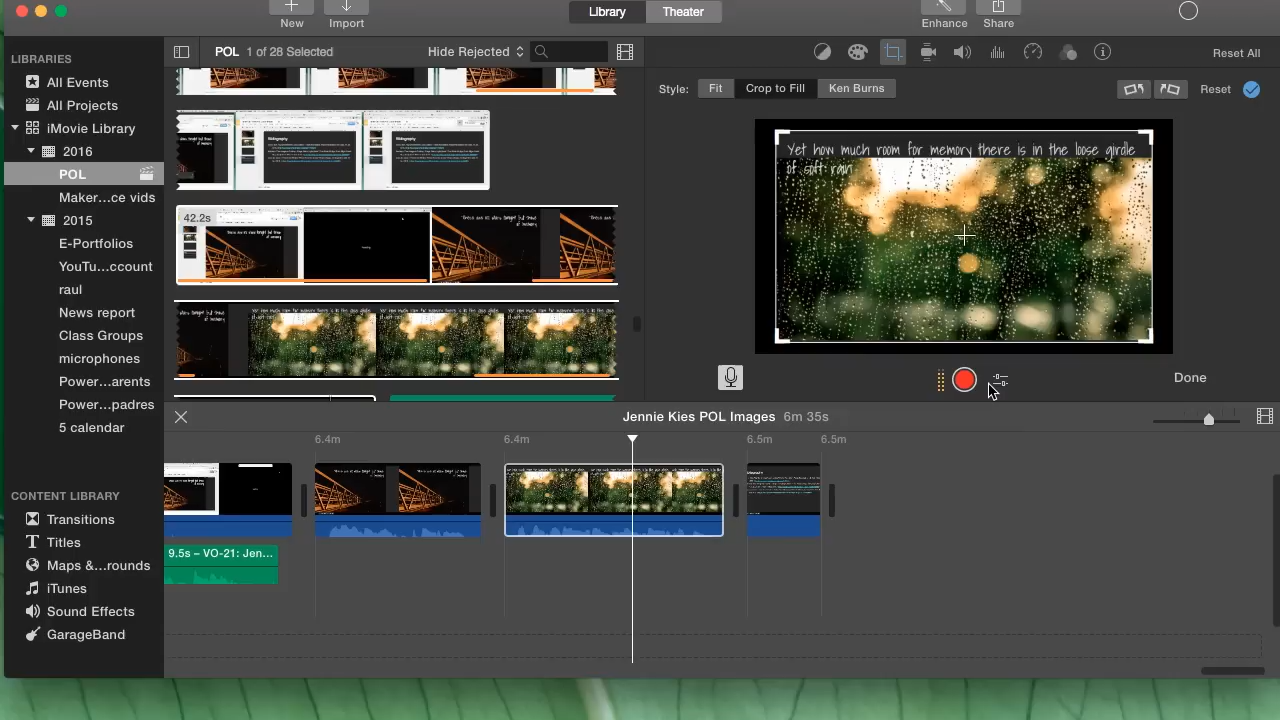 Library
Theater
New
Import
Enhance
Share
LIBRARIES
All Events
All Projects
iMovie Library
2016
POL
Maker...ce vids
2015
E-Portfolios
YouTu...ccount
raul
News report
Class Groups
microphones
Power...arents
Power...padres
5 calendar
CONTENT LIBRARY
Transitions
Titles
Maps &...rounds
iTunes
Sound Effects
GarageBand
POL 1 of 28 Selected
Hide Rejected
Bibliography
Bibliography
42.2s
Reset All
Style:
Fit
Crop to Fill
Ken Burns
Reset
Yet how much room for memory there is in the loose girdle
of soft rain
Done
Jennie Kies POL Images 6m 35s
6.4m
6.4m
6.5m
6.5m
9.5s – VO-21: Jen...